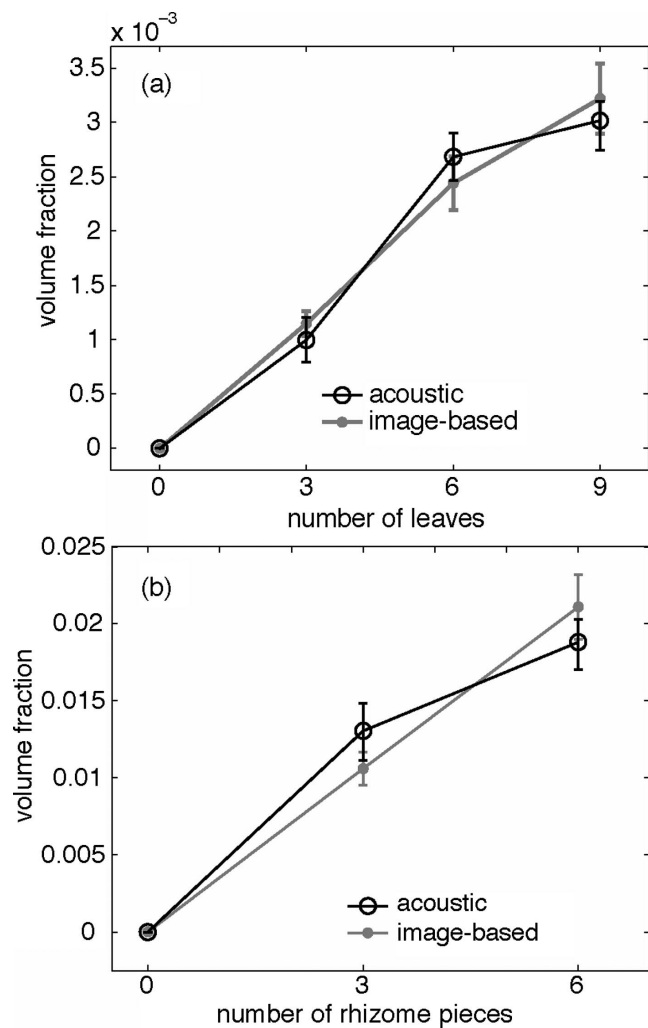 x 10⁻³
(a)
3.5
3
2.5
2
1.5
1
0.5
0
volume fraction
acoustic
image-based
0 3 6 9
number of leaves
0.025
(b)
0.02
0.015
0.01
0.005
0
volume fraction
acoustic
image-based
0 3 6
number of rhizome pieces